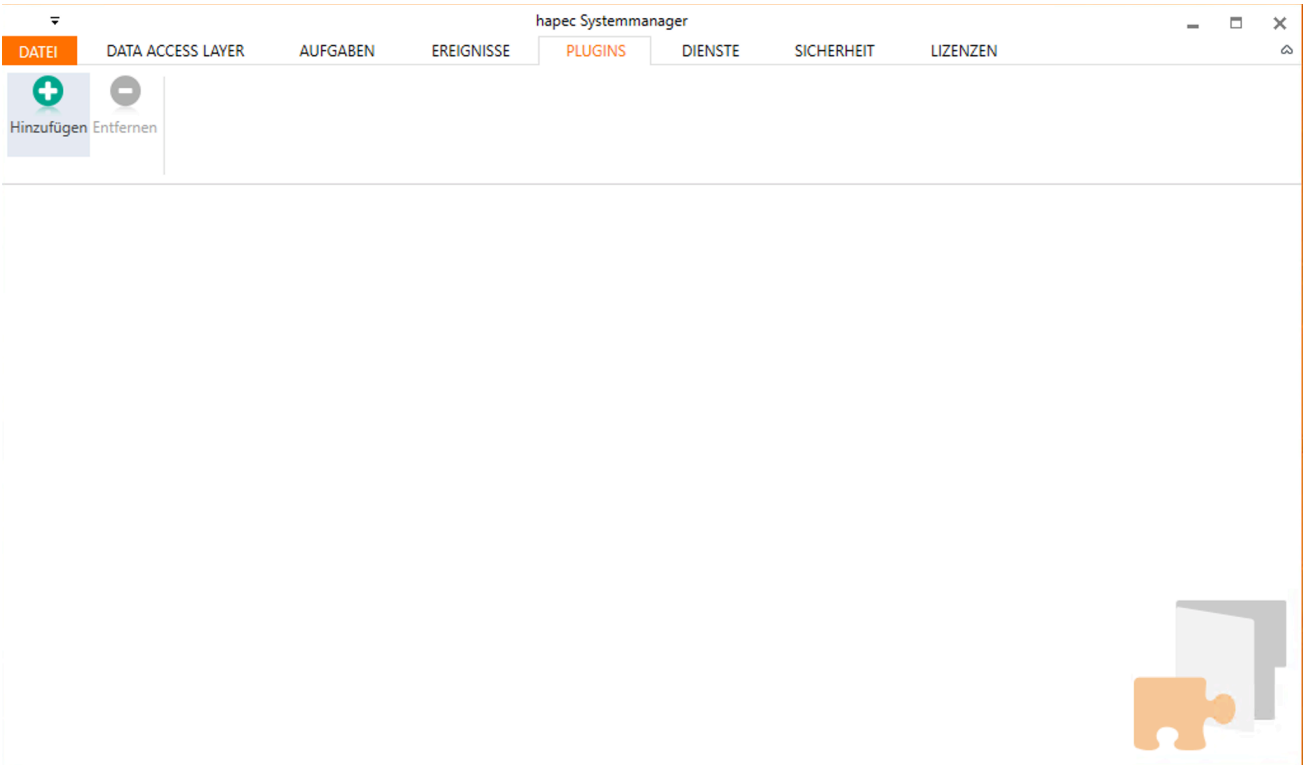 hapec Systemmanager
DATEI DATA ACCESS LAYER AUFGABEN EREIGNISSE PLUGINS DIENSTE SICHERHEIT LIZENZEN
Hinzufügen Entfernen